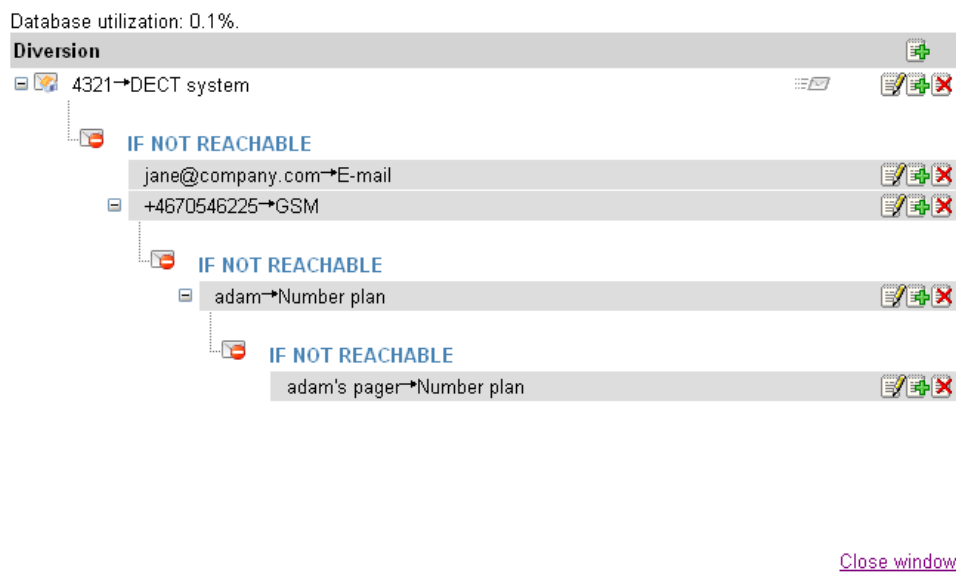 Database utilization: 0.1%.
Diversion
4321→DECT system
IF NOT REACHABLE
jane@company.com→E-mail
+4670546225→GSM
IF NOT REACHABLE
adam→Number plan
IF NOT REACHABLE
adam's pager→Number plan
Close window